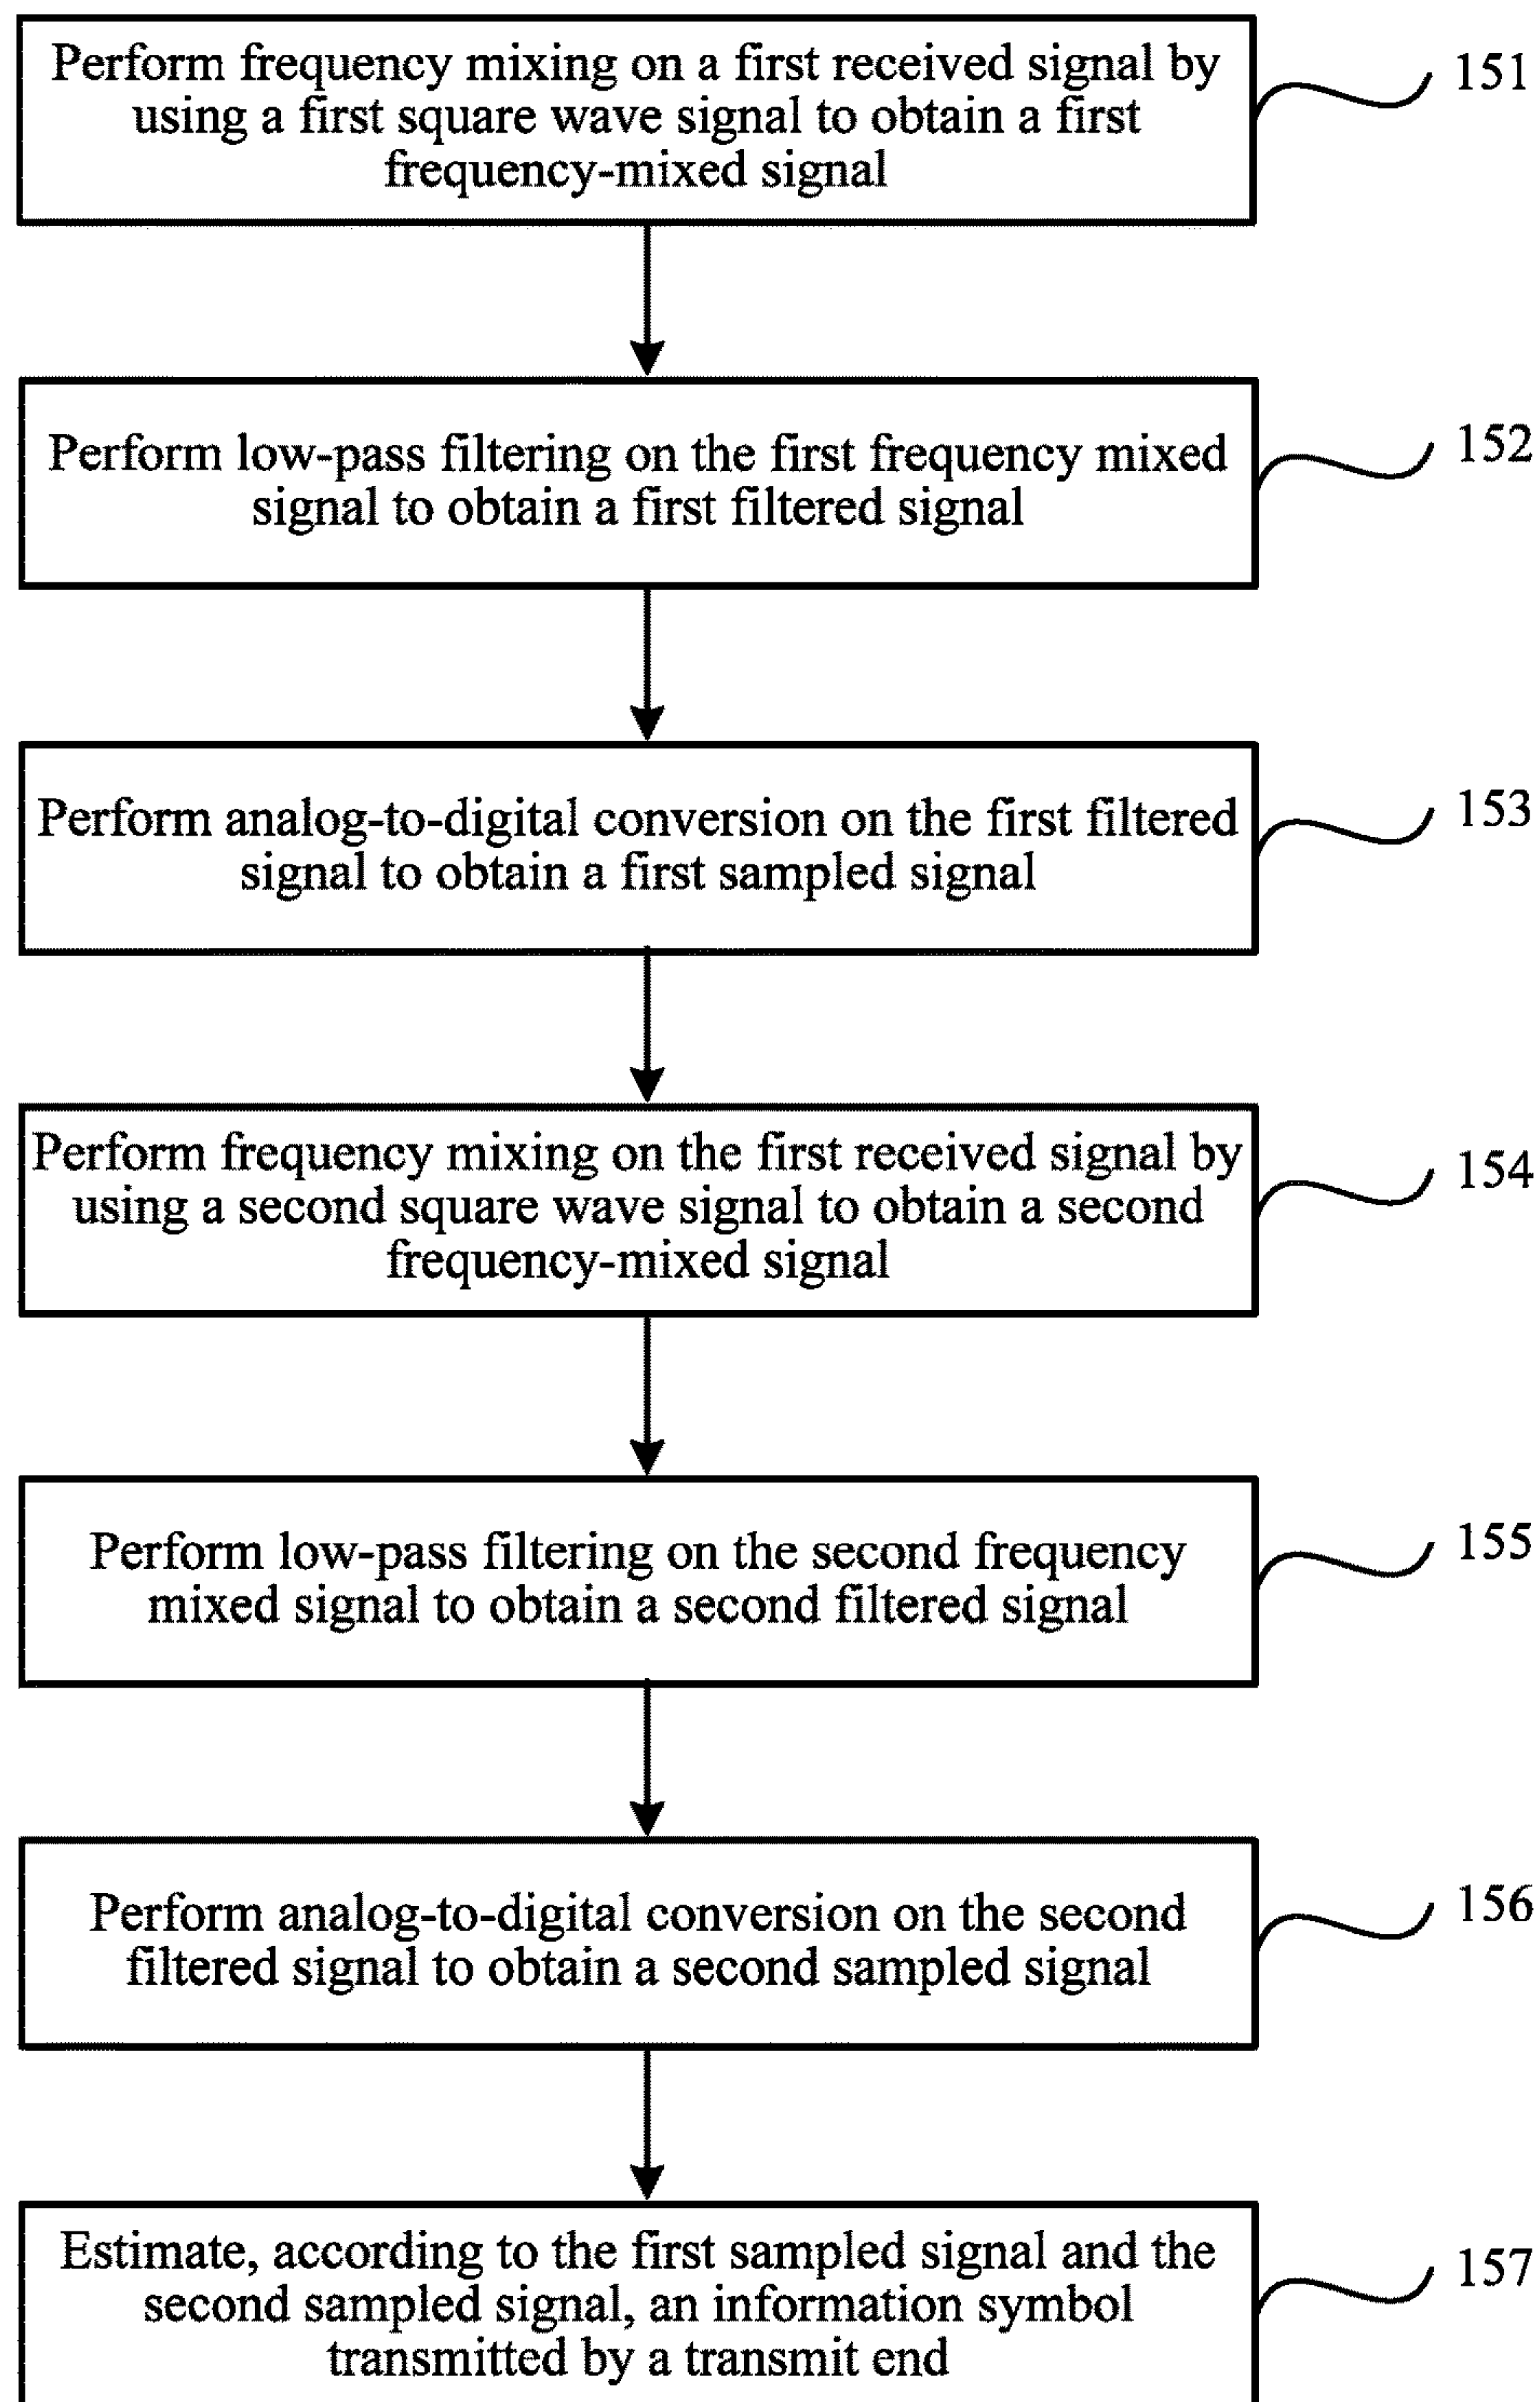 Perform frequency mixing on a first received signal by
using a first square wave signal to obtain a first
frequency-mixed signal
151
Perform low-pass filtering on the first frequency mixed
signal to obtain a first filtered signal
152
Perform analog-to-digital conversion on the first filtered
signal to obtain a first sampled signal
153
Perform frequency mixing on the first received signal by
using a second square wave signal to obtain a second
frequency-mixed signal
154
Perform low-pass filtering on the second frequency
mixed signal to obtain a second filtered signal
155
Perform analog-to-digital conversion on the second
filtered signal to obtain a second sampled signal
156
Estimate, according to the first sampled signal and the
second sampled signal, an information symbol
transmitted by a transmit end
157